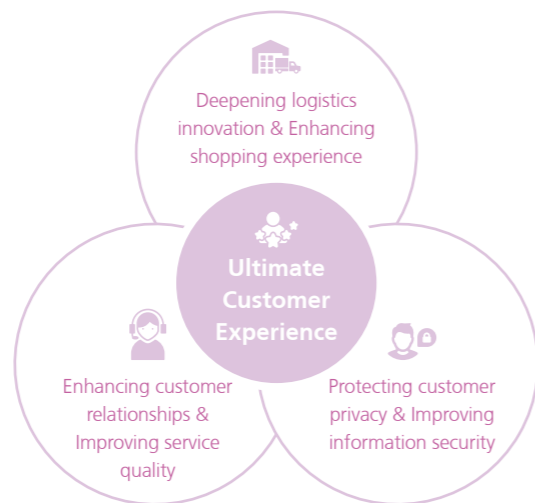 Deepening logistics
innovation & Enhancing
shopping experience
Ultimate
Customer
Experience
Enhancing customer
relationships &
Improving service
quality
Protecting customer
privacy & Improving
information security